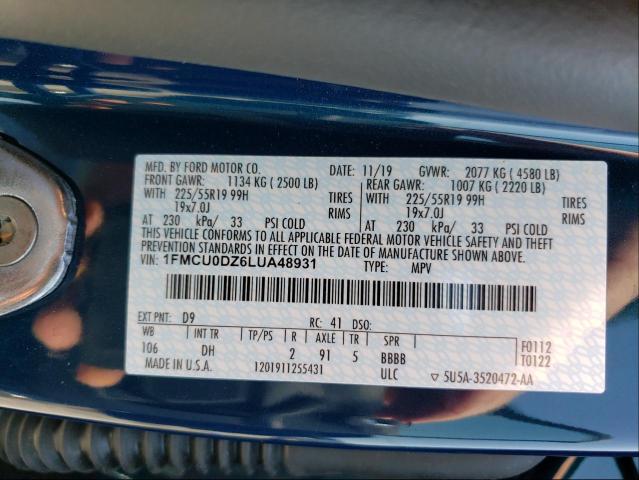 MFD. BY FORD MOTOR CO. DATE: 11/19 GVWR: 2077 KG ( 4580 LB)
FRONT GAWR: 1134 KG ( 2500 LB) REAR GAWR: 1007 KG ( 2220 LB)
WITH 225/55R19 99H TIRES WITH 225/55R19 99H TIRES
19x7.0J RIMS 19x7.0J RIMS
AT 230 kPa/ 33 PSI COLD AT 230 kPa/ 33 PSI COLD
THIS VEHICLE CONFORMS TO ALL APPLICABLE FEDERAL MOTOR VEHICLE SAFETY AND THEFT
PREVENTION STANDARDS IN EFFECT ON THE DATE OF MANUFACTURE SHOWN ABOVE.
VIN: 1FMCU0DZ6LUA48931 TYPE: MPV
EXT PNT: D9 RC: 41 DSO:
WB INT TR TP/PS R AXLE TR SPR F0112
106 DH 2 91 5 BBBB T0122
MADE IN U.S.A. 1201911255431 ULC ▽ 5U5A-3520472-AA